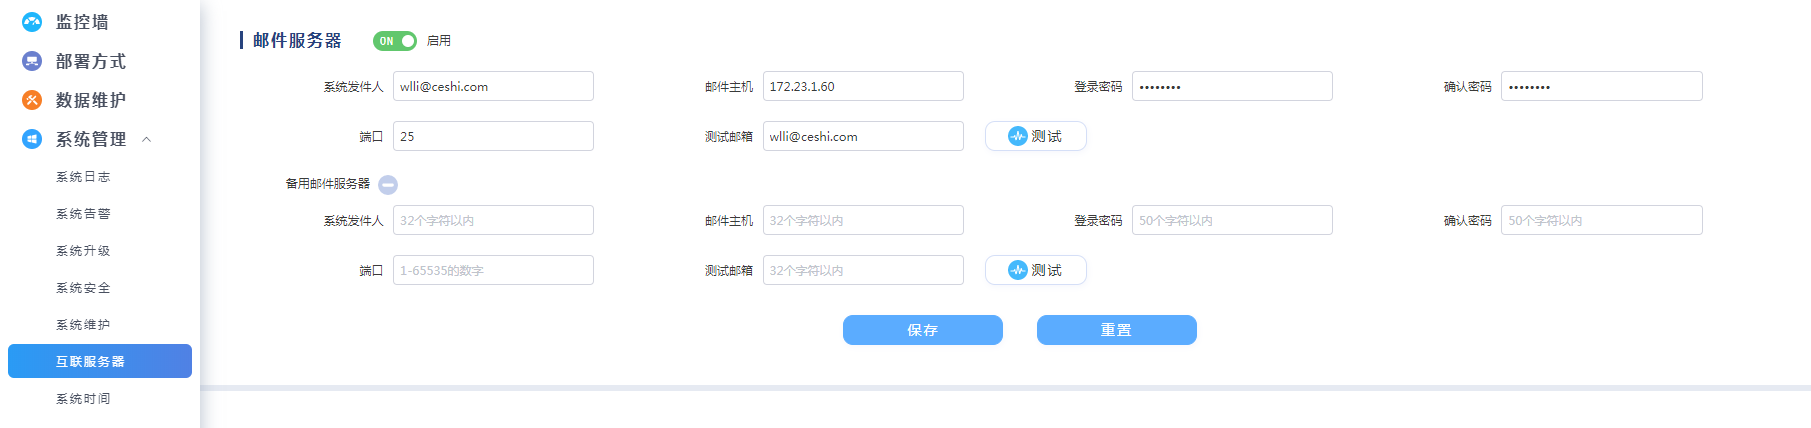 监控墙
部署方式
数据维护
系统管理
系统日志
系统告警
系统升级
系统安全
系统维护
互联服务器
系统时间
邮件服务器 ON 启用
系统发件人 wlli@ceshi.com 邮件主机 172.23.1.60 登录密码 •••••••• 确认密码 ••••••••
端口 25 测试邮箱 wlli@ceshi.com 测试
备用邮件服务器
系统发件人 32个字符以内 邮件主机 32个字符以内 登录密码 50个字符以内 确认密码 50个字符以内
端口 1-65535的数字 测试邮箱 32个字符以内 测试
保存 重置